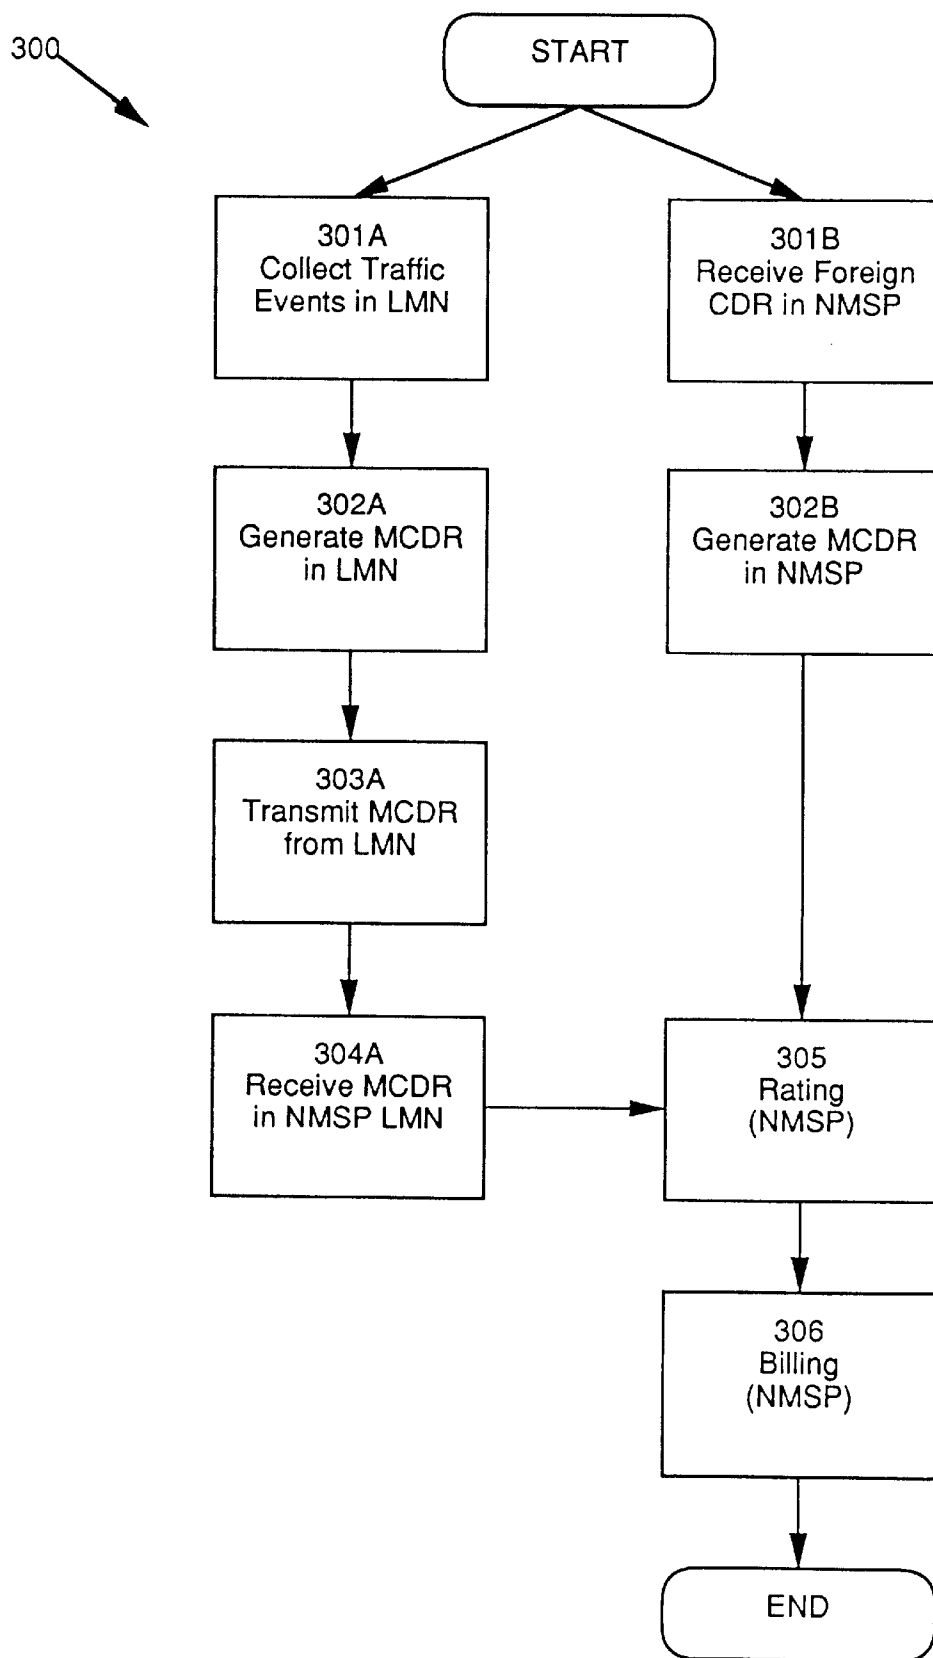 300
START
301A
Collect Traffic
Events in LMN
301B
Receive Foreign
CDR in NMSP
302A
Generate MCDR
in LMN
302B
Generate MCDR
in NMSP
303A
Transmit MCDR
from LMN
304A
Receive MCDR
in NMSP LMN
305
Rating
(NMSP)
306
Billing
(NMSP)
END